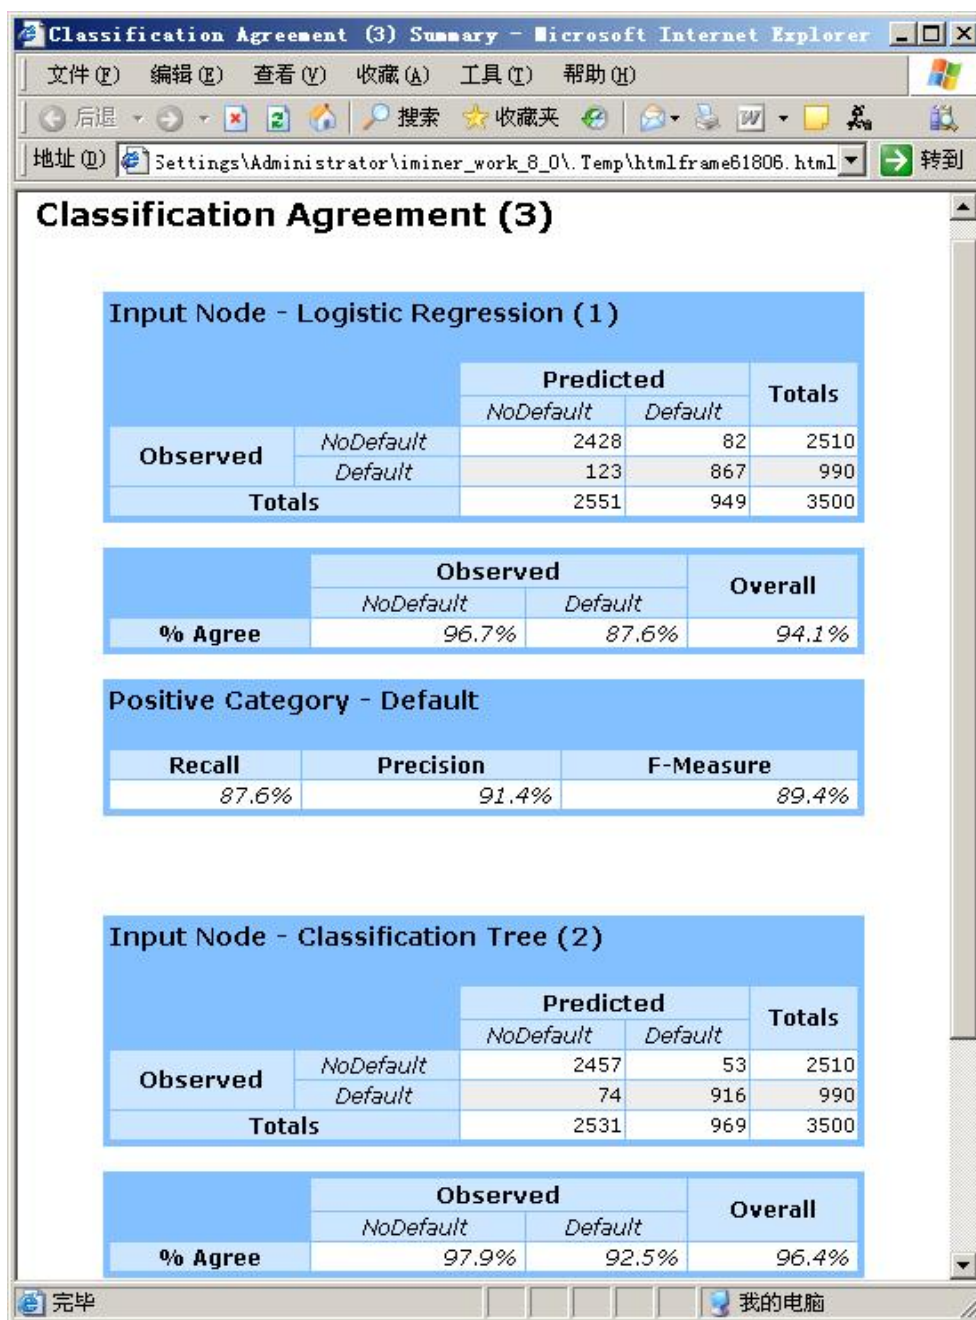 Classification Agreement (3) Summary - Microsoft Internet Explorer
文件(F) 编辑(E) 查看(V) 收藏(A) 工具(T) 帮助(H)
后退 搜索 收藏夹
地址(D) Settings\Administrator\iminer_work_8_0\.Temp\htmlframe61806.html 转到
Classification Agreement (3)
Input Node - Logistic Regression (1)
Predicted Totals
NoDefault Default
Observed NoDefault 2428 82 2510
Default 123 867 990
Totals 2551 949 3500
Observed Overall
NoDefault Default
% Agree 96.7% 87.6% 94.1%
Positive Category - Default
Recall Precision F-Measure
87.6% 91.4% 89.4%
Input Node - Classification Tree (2)
Predicted Totals
NoDefault Default
Observed NoDefault 2457 53 2510
Default 74 916 990
Totals 2531 969 3500
Observed Overall
NoDefault Default
% Agree 97.9% 92.5% 96.4%
完毕 我的电脑